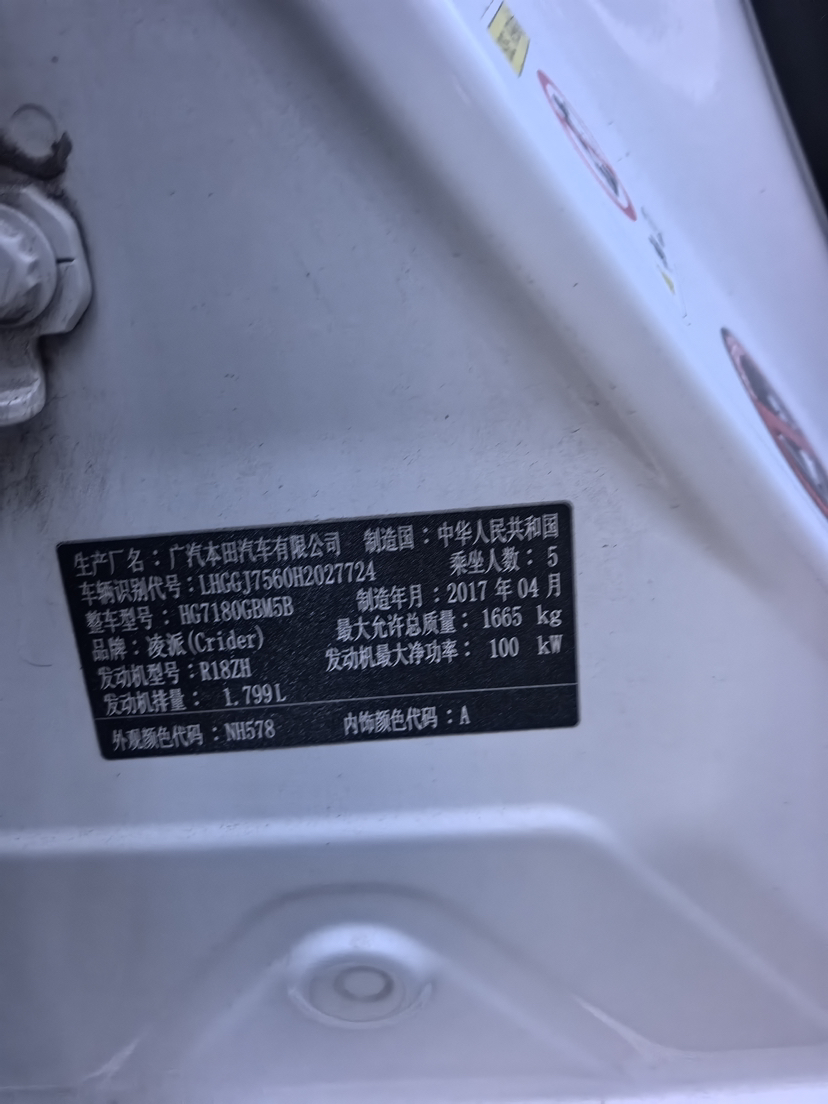 生产厂名：广汽本田汽车有限公司 制造国：中华人民共和国
车辆识别代号：LHGGJ7560H2027724 乘坐人数：5
整车型号：HG7180GBM5B 制造年月：2017 年 04 月
品牌：凌派(Crider) 最大允许总质量：1665 kg
发动机型号：R18ZH 发动机最大净功率：100 kW
发动机排量：1.799L
外观颜色代码：NH578 内饰颜色代码：A